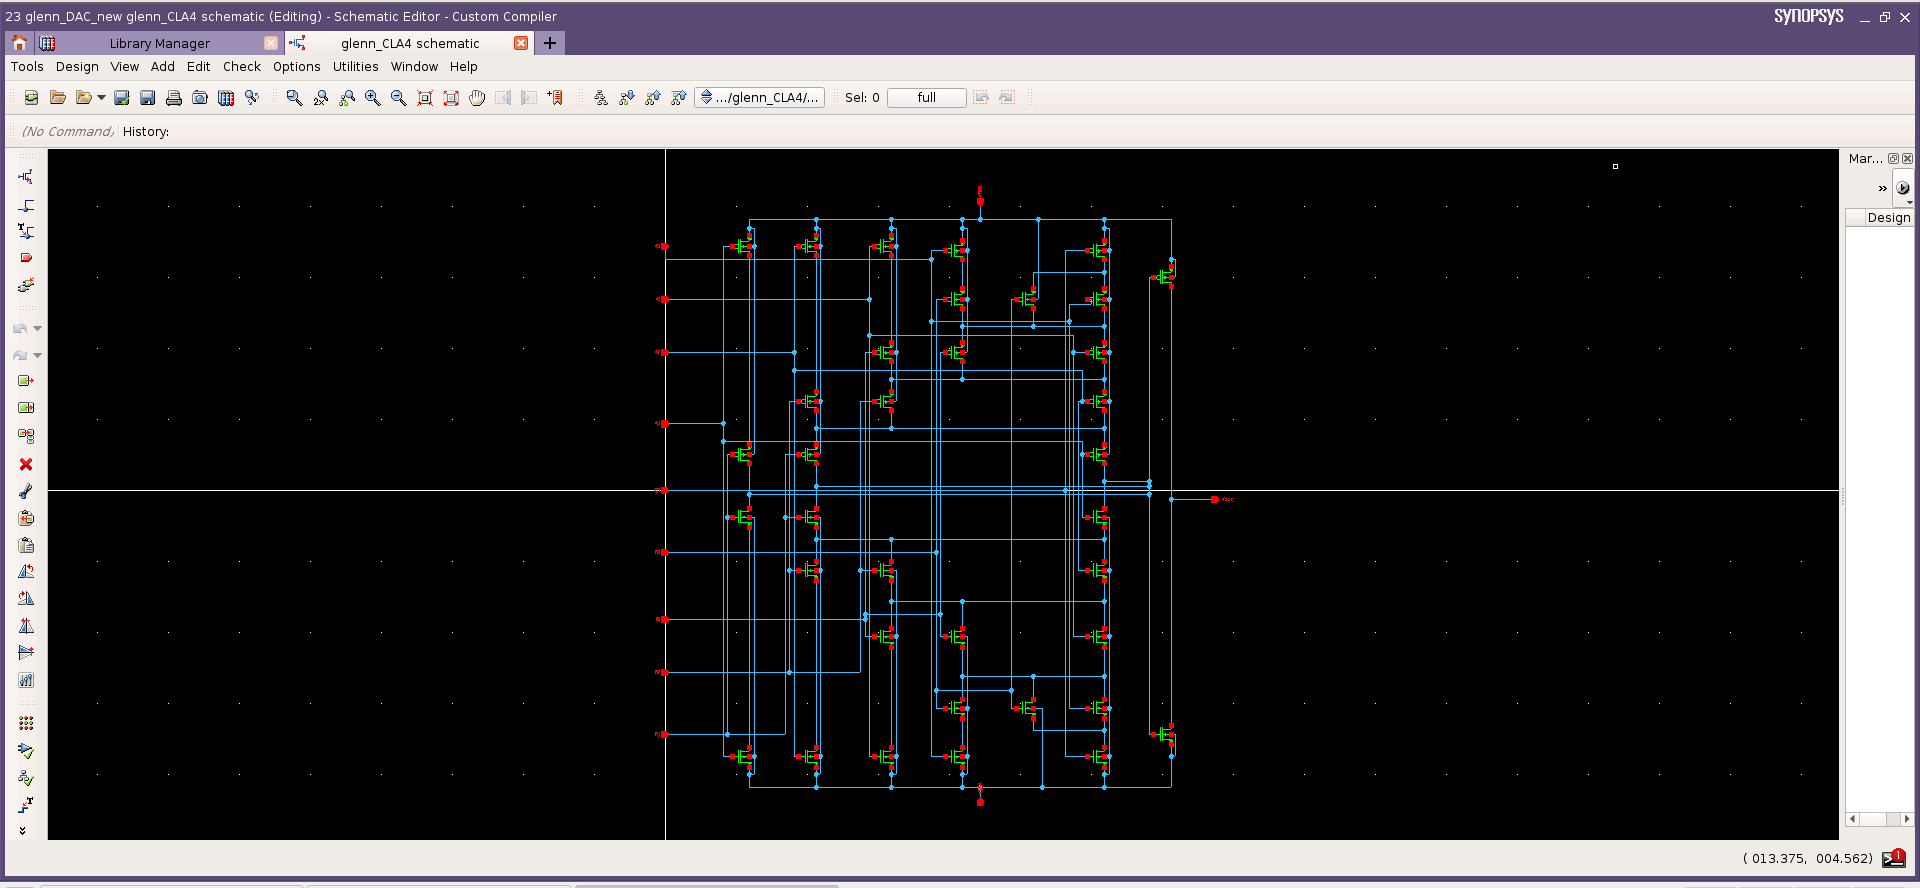 23 glenn_DAC_new glenn_CLA4 schematic (Editing) - Schematic Editor - Custom Compiler
SYNOPSYS
Library Manager
glenn_CLA4 schematic
Tools Design View Add Edit Check Options Utilities Window Help
.../glenn_CLA4/...
Sel: 0
full
(No Command) History:
Mar...
»
Design
( 013.375, 004.562)
1